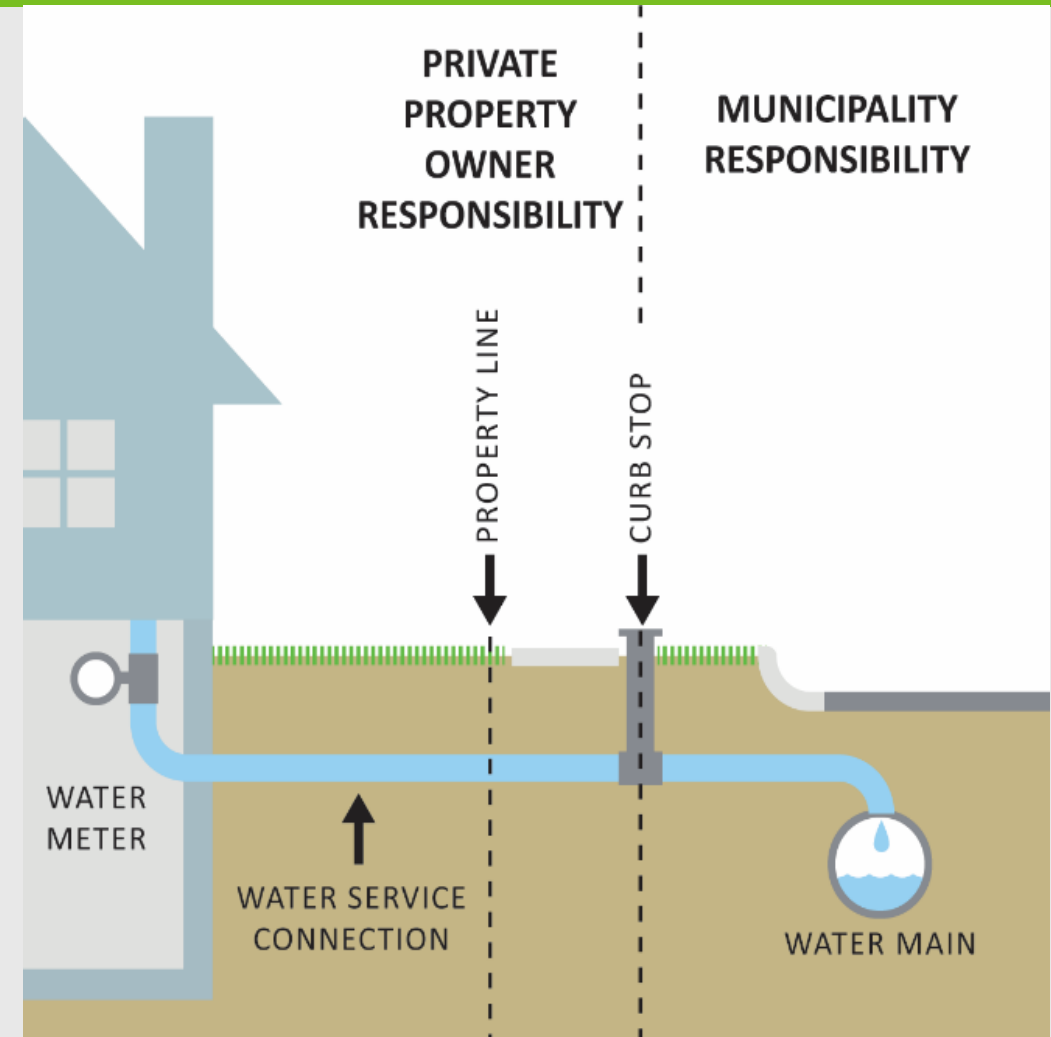 PRIVATE
PROPERTY
OWNER
RESPONSIBILITY
MUNICIPALITY
RESPONSIBILITY
PROPERTY LINE
CURB STOP
WATER
METER
WATER SERVICE
CONNECTION
WATER MAIN